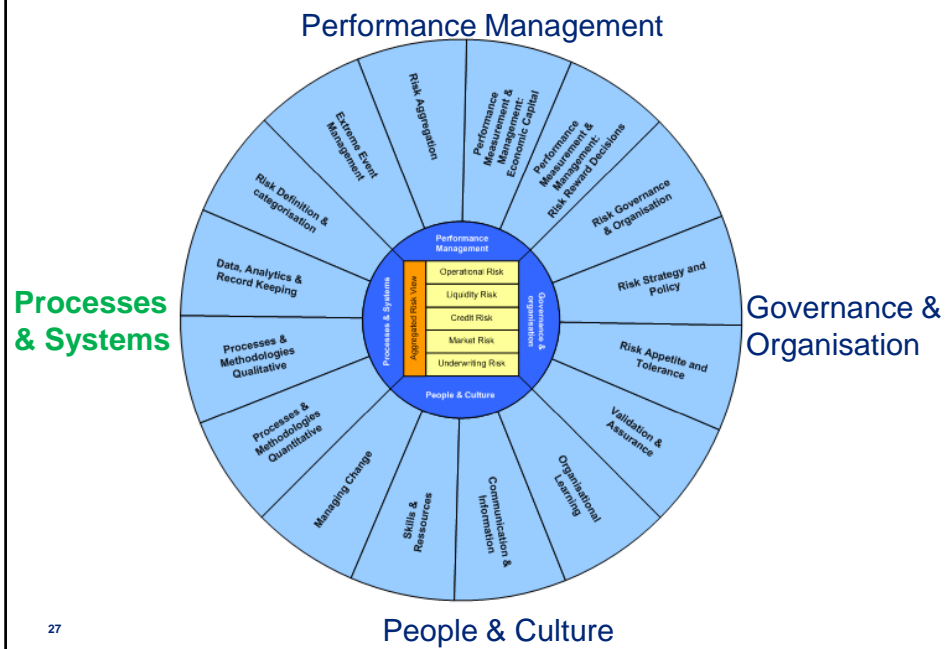 Performance Management
Risk Aggregation
Performance
Measurement &
Management:
Economic Capital
Performance
Measurement &
Management:
Risk Reward Decisions
Risk Governance
& Organisation
Risk Strategy and
Policy
Risk Appetite and
Tolerance
Validation &
Assurance
Organisational
Learning
Communication &
Information
Skills &
Ressources
Managing Change
Processes &
Methodologies
Quantitative
Processes &
Methodologies
Qualitative
Data, Analytics &
Record Keeping
Risk Definition &
categorisation
Extreme Event
Management
Performance
Management
Processes & Systems
Aggregated Risk View
Operational Risk
Liquidity Risk
Credit Risk
Market Risk
Underwriting Risk
Governance &
organisation
People & Culture
Processes
& Systems
Governance &
Organisation
27
People & Culture